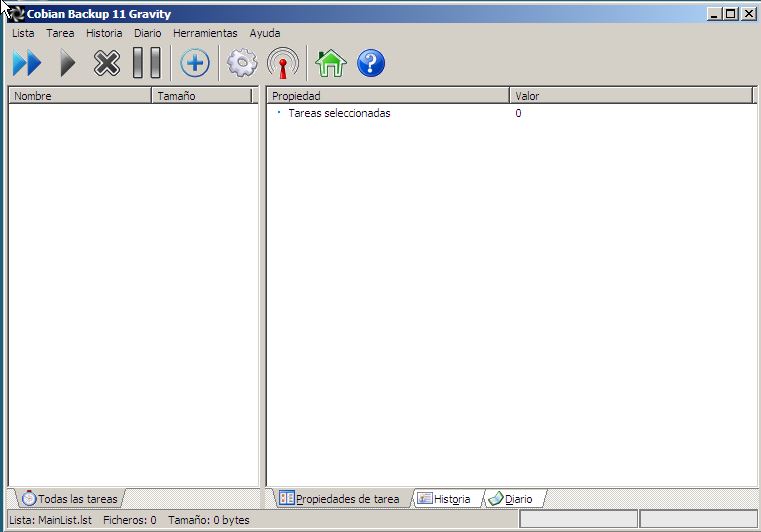 Cobian Backup 11 Gravity
Lista Tarea Historia Diario Herramientas Ayuda
Nombre Tamaño Propiedad Valor
Tareas seleccionadas 0
Todas las tareas Propiedades de tarea Historia Diario
Lista: MainList.lst Ficheros: 0 Tamaño: 0 bytes